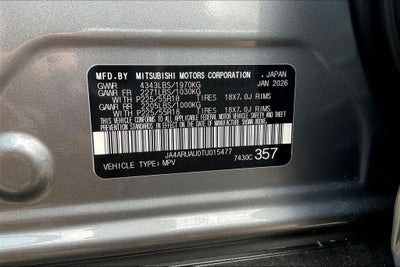 MFD.BY MITSUBISHI MOTORS CORPORATION , JAPAN
GVWR 4343LBS/1970KG JAN 2026
GAWR FR 2271LBS/1030KG
WITH P225/55R18 TIRES 18X7.0J RIMS
GAWR RR 2205LBS/1000KG
WITH P225/55R18 TIRES 18X7.0J RIMS
THIS VEHICLE CONFORMS TO ALL APPLICABLE
FEDERAL MOTOR VEHICLE SAFETY, BUMPER AND THEFT
PREVENTION STANDARDS IN EFFECT ON THE DATE OF
MANUFACTURE SHOWN ABOVE.
JA4ARUAU0TU015477
VEHICLE TYPE: MPV 7430C 357